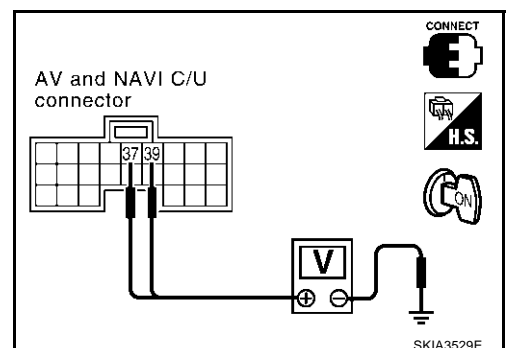 CONNECT
AV and NAVI C/U
connector
H.S.
37 39
ON
V
+ −
SKIA3529E